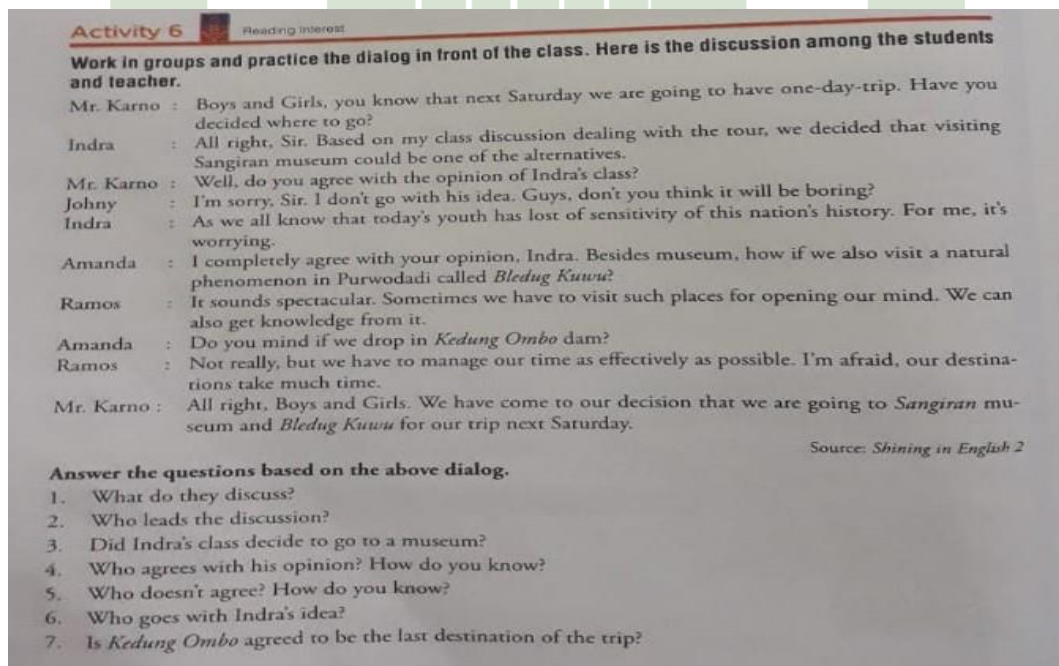 Activity 6 Reading Interest
Work in groups and practice the dialog in front of the class. Here is the discussion among the students
and teacher.
Mr. Karno : Boys and Girls, you know that next Saturday we are going to have one-day-trip. Have you
decided where to go?
Indra : All right, Sir. Based on my class discussion dealing with the tour, we decided that visiting
Sangiran museum could be one of the alternatives.
Mr. Karno : Well, do you agree with the opinion of Indra's class?
Johny : I'm sorry, Sir. I don't go with his idea. Guys, don't you think it will be boring?
Indra : As we all know that today's youth has lost of sensitivity of this nation's history. For me, it's
worrying.
Amanda : I completely agree with your opinion, Indra. Besides museum, how if we also visit a natural
phenomenon in Purwodadi called Bledug Kuwu?
Ramos : It sounds spectacular. Sometimes we have to visit such places for opening our mind. We can
also get knowledge from it.
Amanda : Do you mind if we drop in Kedung Ombo dam?
Ramos : Not really, but we have to manage our time as effectively as possible. I'm afraid, our destina-
tions take much time.
Mr. Karno : All right, Boys and Girls. We have come to our decision that we are going to Sangiran mu-
seum and Bledug Kuwu for our trip next Saturday.
Source: Shining in English 2
Answer the questions based on the above dialog.
1. What do they discuss?
2. Who leads the discussion?
3. Did Indra's class decide to go to a museum?
4. Who agrees with his opinion? How do you know?
5. Who doesn't agree? How do you know?
6. Who goes with Indra's idea?
7. Is Kedung Ombo agreed to be the last destination of the trip?